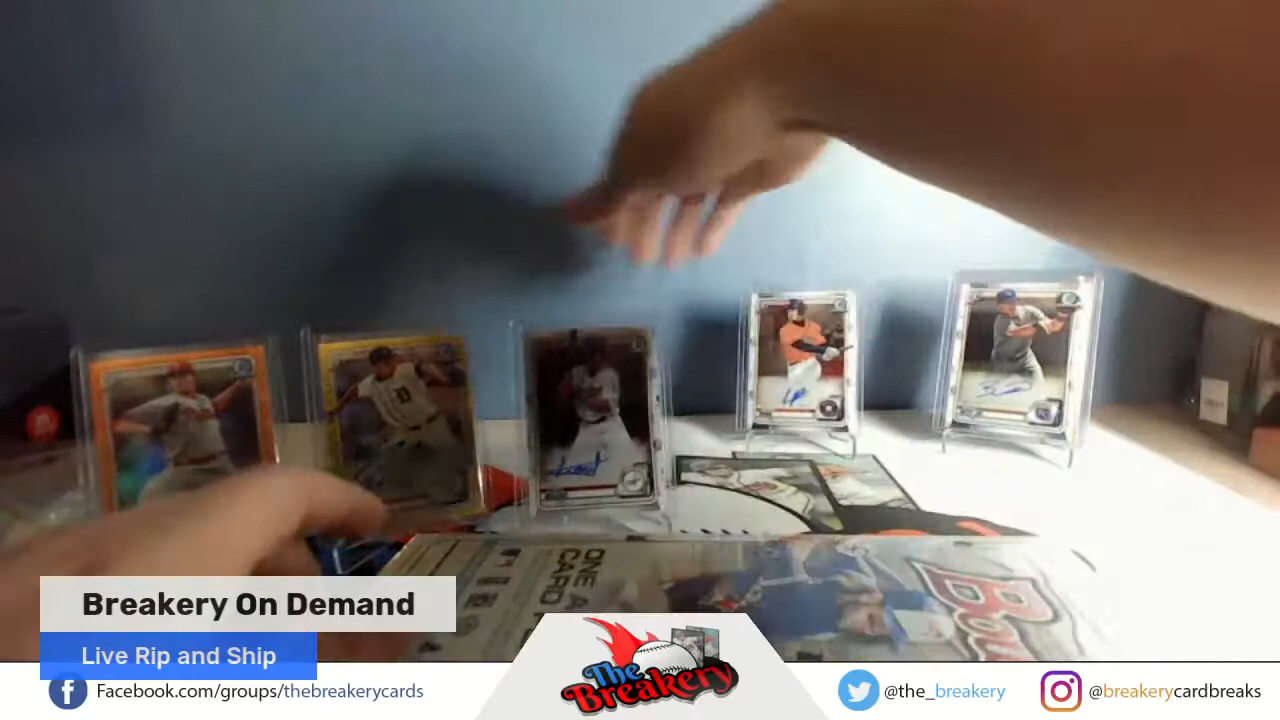 D
ONE A
CARD
Bow
Breakery On Demand
Live Rip and Ship
The
Breakery
Facebook.com/groups/thebreakerycards
@the_breakery
@breakerycardbreaks